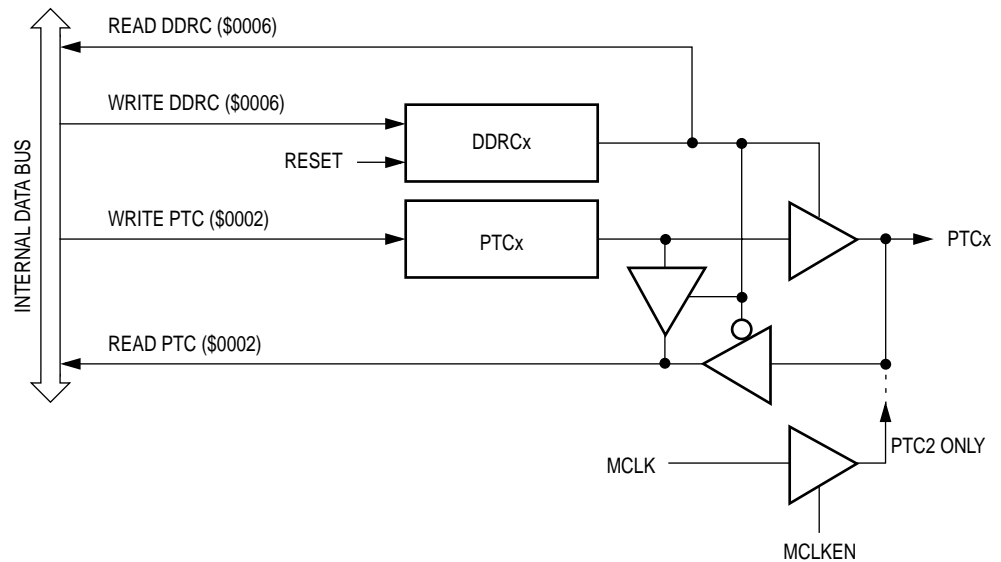 READ DDRC ($0006)
WRITE DDRC ($0006)
DDRCx
RESET
INTERNAL DATA BUS
WRITE PTC ($0002)
PTCx
PTCx
READ PTC ($0002)
PTC2 ONLY
MCLK
MCLKEN